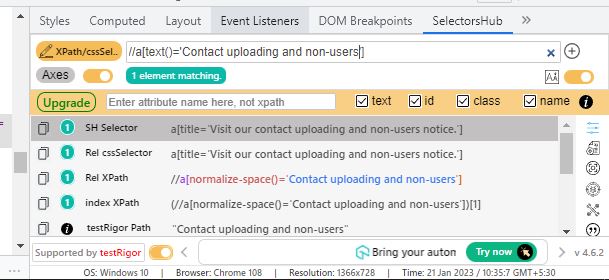 Styles Computed Layout Event Listeners DOM Breakpoints SelectorsHub
XPath/cssSel.. //a[text()='Contact uploading and non-users']
Axes 1 element matching.
Upgrade Enter attribute name here, not xpath text id class name
1 SH Selector a[title='Visit our contact uploading and non-users notice.']
1 Rel cssSelector a[title='Visit our contact uploading and non-users notice.']
1 Rel XPath //a[normalize-space()='Contact uploading and non-users']
1 index XPath (//a[normalize-space()='Contact uploading and non-users'])[1]
testRigor Path "Contact uploading and non-users"
Supported by testRigor Bring your auton Try now v 4.6.2
OS: Windows 10 | Browser: Chrome 108 | Resolution: 1366x728 | Time: 21 Jan 2023 / 10:35:7 GMT+5:30